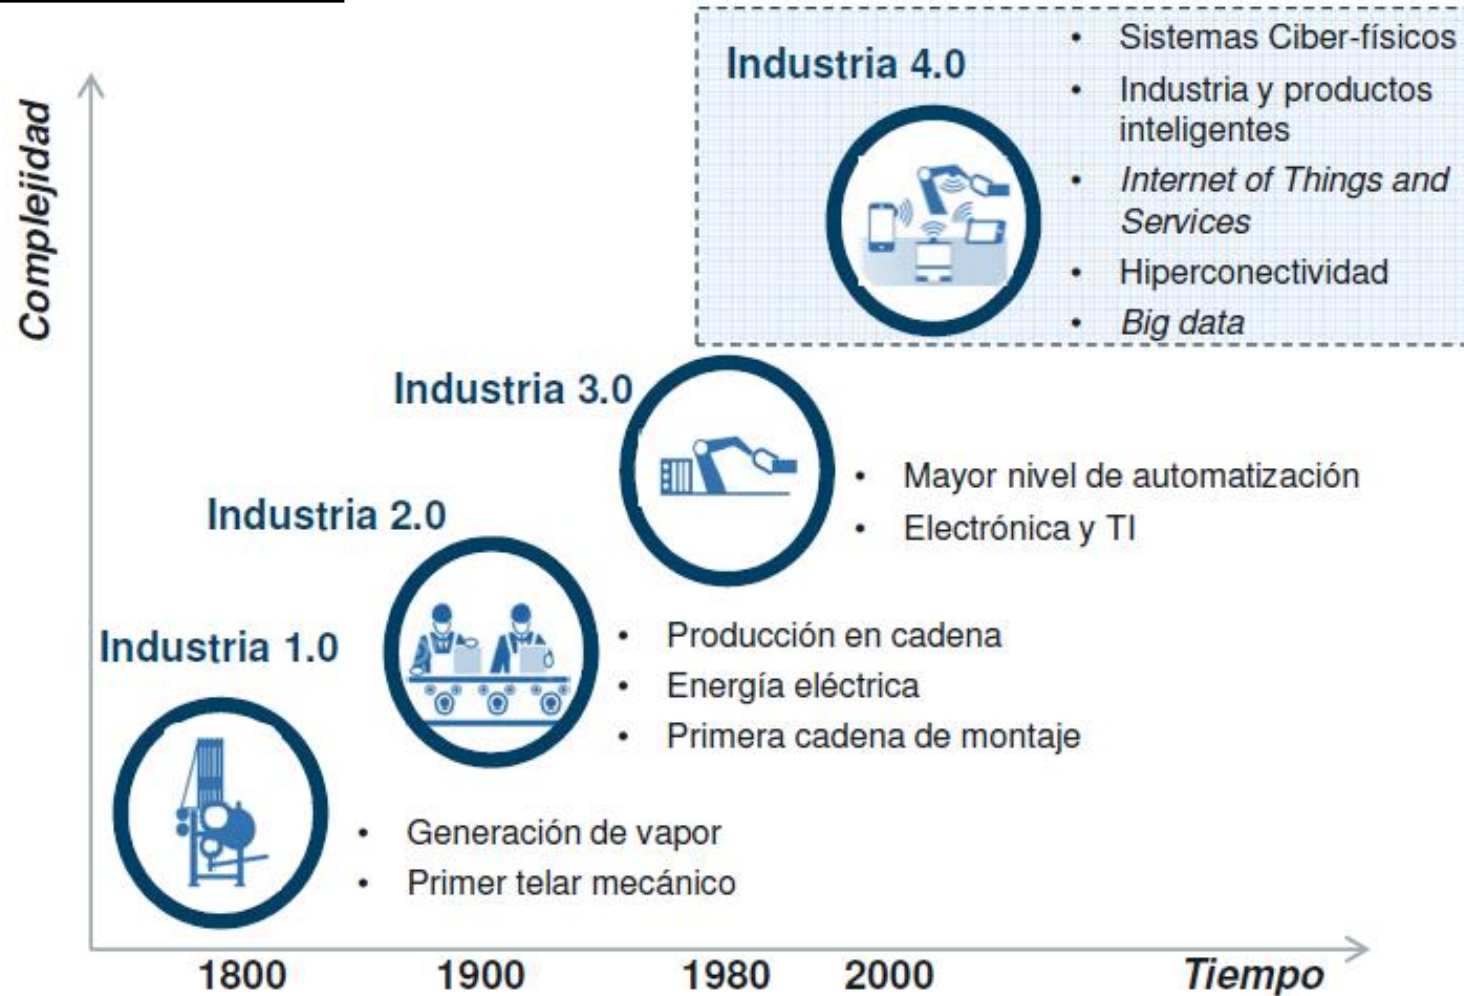 Complejidad
Industria 4.0
• Sistemas Ciber-físicos
• Industria y productos
inteligentes
• Internet of Things and
Services
• Hiperconectividad
• Big data
Industria 3.0
• Mayor nivel de automatización
• Electrónica y TI
Industria 2.0
• Producción en cadena
• Energía eléctrica
• Primera cadena de montaje
Industria 1.0
• Generación de vapor
• Primer telar mecánico
1800 1900 1980 2000 Tiempo